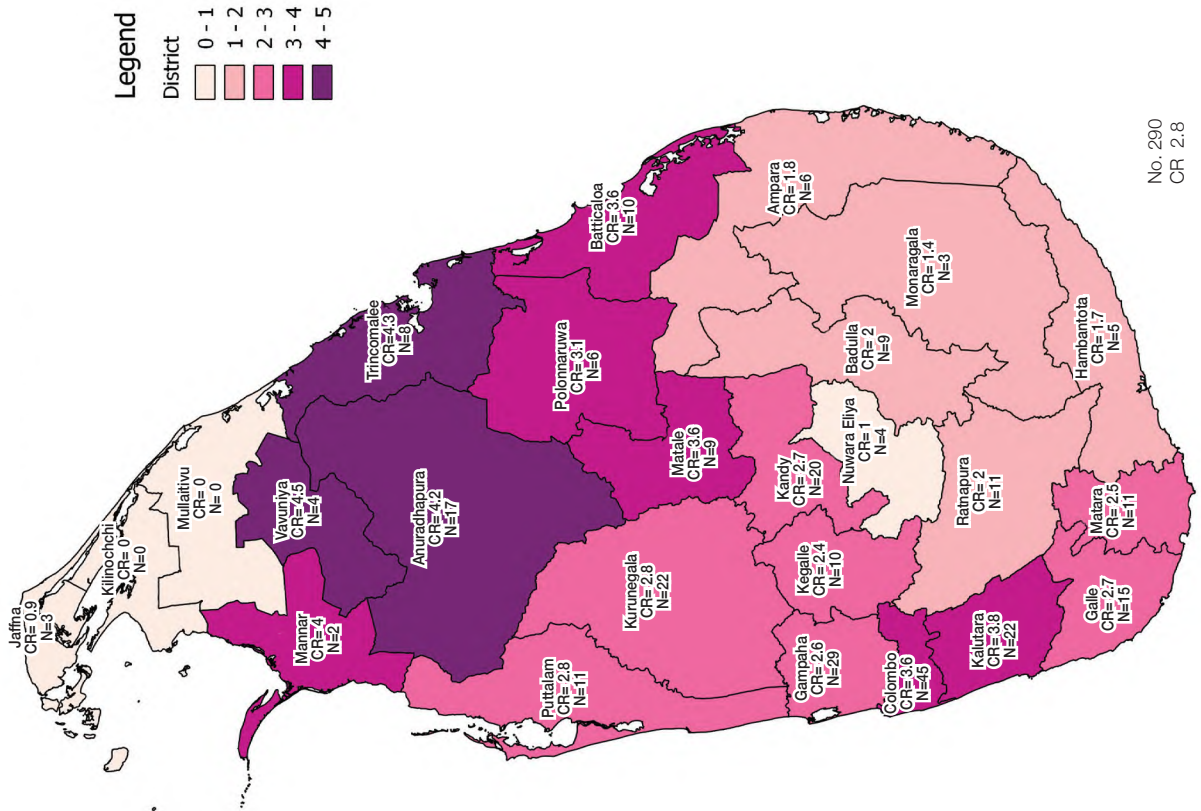 Legend
District
0 - 1
1 - 2
2 - 3
3 - 4
4 - 5
Jaffna
CR= 0.9
N=3
Klinochchi
CR= 0
N=0
Mullaitivu
CR= 0
N= 0
Vavuriya
CR= 4.5
N=4
Mannar
CR= 4
N=2
Trincomalee
CR=4.3
N=8
Anuradhapura
CR=4.2
N=17
Polonnaruwa
CR= 3.1
N=6
Batticaloa
CR= 3.6
N=10
Puttalam
CR= 2.8
N=11
Kurunegala
CR= 2.8
N=22
Matale
CR= 3.6
N=9
Kandy
CR= 2.7
N=20
Ampara
CR= 1.8
N=6
Nuwara Eliya
CR= 1
N=4
Badulla
CR= 2
N=9
Monaragala
CR= 1.4
N=3
Gampaha
CR= 2.6
N=29
Kegalle
CR= 2.4
N=10
Colombo
CR= 3.6
N=45
Ratnapura
CR= 2
N=11
Kalutara
CR= 3.8
N=22
Hambantota
CR= 1.7
N=5
Galle
CR= 2.7
N=15
Matara
CR= 2.5
N=11
No. 290
CR 2.8